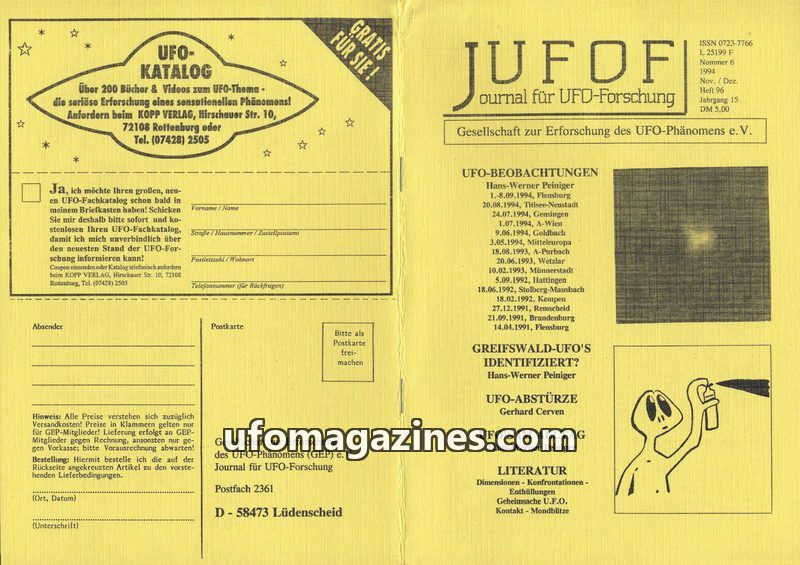 UFO-
KATALOG
Über 200 Bücher & Videos zum UFO-Thema -
die seriöse Erforschung eines sensationellen Phänomens!
Anfordern beim KOPP VERLAG, Hirschauer Str. 10,
72108 Rottenburg oder
Tel. (07428) 2505
GRATIS
FÜR SIE!
Ja, ich möchte Ihren großen, neu-
en UFO-Fachkatalog schon bald in
meinem Briefkasten haben! Schicken
Sie mir deshalb bitte sofort und ko-
stenlosen Ihren UFO-Fachkatalog,
damit ich mich unverbindlich über
den neuesten Stand der UFO-For-
schung informieren kann!
Coupon einsenden oder Katalog telefonisch anfordern
beim KOPP VERLAG, Hirschauer Str. 10, 72108
Rottenburg, Tel. (07428) 2505
Vorname / Name
Straße / Hausnummer / Zustellpostamt
Postleitzahl / Wohnort
Telefonnummer (für Rückfragen)
Absender
Hinweis: Alle Preise verstehen sich zuzüglich
Versandkosten! Preise in Klammern gelten nur
für GEP-Mitglieder! Lieferung erfolgt an GEP-
Mitglieder gegen Rechnung, ansonsten nur ge-
gen Vorkasse; bitte Vorausrechnung abwarten!
Bestellung: Hiermit bestelle ich die auf der
Rückseite angekreuzten Artikel zu den vorste-
henden Lieferbedingungen.
(Ort, Datum)
(Unterschrift)
Postkarte
Bitte als
Postkarte
frei-
machen
des UFO-Phänomens (GEP) e.
Journal für UFO-Forschung
Postfach 2361
D - 58473 Lüdenscheid
JUFOF
Journal für UFO-Forschung
ISSN 0723-7766
L 25199 F
Nummer 6
1994
Nov. / Dez.
Heft 96
Jahrgang 15
DM 5,00
Gesellschaft zur Erforschung des UFO-Phänomens e.V.
UFO-BEOBACHTUNGEN
Hans-Werner Peiniger
1.-8.09.1994, Flensburg
20.08.1994, Titisee-Neustadt
24.07.1994, Gensingen
1.07.1994, A-Wien
9.06.1994, Goldbach
3.05.1994, Mitteleuropa
18.08.1993, A-Purbach
20.06.1993, Wetzlar
10.02.1993, Münnerstadt
5.09.1992, Hattingen
18.06.1992, Stolberg-Mausbach
18.02.1992, Kempen
27.12.1991, Remscheid
21.09.1991, Brandenburg
14.04.1991, Flensburg
GREIFSWALD-UFO'S
IDENTIFIZIERT?
Hans-Werner Peiniger
UFO-ABSTÜRZE
Gerhard Cerven
LITERATUR
Dimensionen - Konfrontationen -
Enthüllungen
Geheimsache U.F.O.
Kontakt - Mondblitze
ufomagazines.com